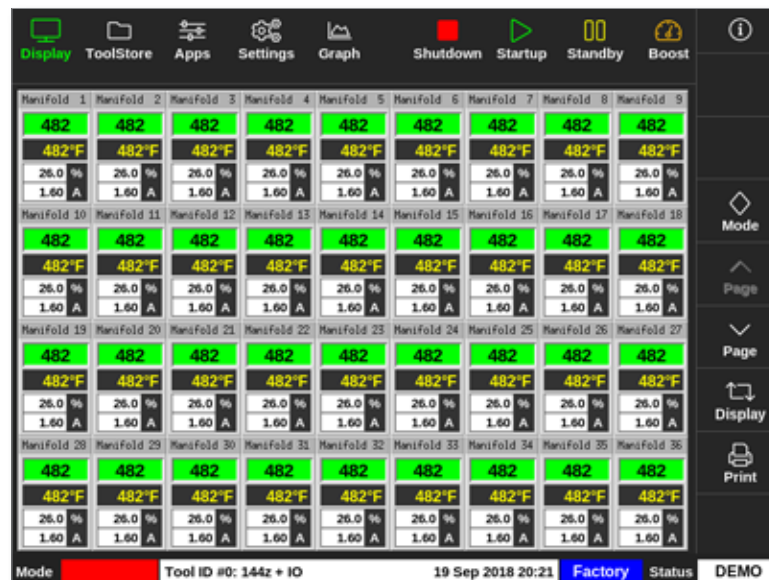 Display ToolStore Apps Settings Graph Shutdown Startup Standby Boost
Manifold 1 Manifold 2 Manifold 3 Manifold 4 Manifold 5 Manifold 6 Manifold 7 Manifold 8 Manifold 9
482 482 482 482 482 482 482 482 482
482°F 482°F 482°F 482°F 482°F 482°F 482°F 482°F 482°F
26.0 % 26.0 % 26.0 % 26.0 % 26.0 % 26.0 % 26.0 % 26.0 % 26.0 %
1.60 A 1.60 A 1.60 A 1.60 A 1.60 A 1.60 A 1.60 A 1.60 A 1.60 A
Manifold 10 Manifold 11 Manifold 12 Manifold 13 Manifold 14 Manifold 15 Manifold 16 Manifold 17 Manifold 18
482 482 482 482 482 482 482 482 482
482°F 482°F 482°F 482°F 482°F 482°F 482°F 482°F 482°F
26.0 % 26.0 % 26.0 % 26.0 % 26.0 % 26.0 % 26.0 % 26.0 % 26.0 %
1.60 A 1.60 A 1.60 A 1.60 A 1.60 A 1.60 A 1.60 A 1.60 A 1.60 A
Manifold 19 Manifold 20 Manifold 21 Manifold 22 Manifold 23 Manifold 24 Manifold 25 Manifold 26 Manifold 27
482 482 482 482 482 482 482 482 482
482°F 482°F 482°F 482°F 482°F 482°F 482°F 482°F 482°F
26.0 % 26.0 % 26.0 % 26.0 % 26.0 % 26.0 % 26.0 % 26.0 % 26.0 %
1.60 A 1.60 A 1.60 A 1.60 A 1.60 A 1.60 A 1.60 A 1.60 A 1.60 A
Manifold 28 Manifold 29 Manifold 30 Manifold 31 Manifold 32 Manifold 33 Manifold 34 Manifold 35 Manifold 36
482 482 482 482 482 482 482 482 482
482°F 482°F 482°F 482°F 482°F 482°F 482°F 482°F 482°F
26.0 % 26.0 % 26.0 % 26.0 % 26.0 % 26.0 % 26.0 % 26.0 % 26.0 %
1.60 A 1.60 A 1.60 A 1.60 A 1.60 A 1.60 A 1.60 A 1.60 A 1.60 A
Mode
Page
Page
Display
Print
Mode Tool ID #0: 144z + IO 19 Sep 2018 20:21 Factory Status DEMO